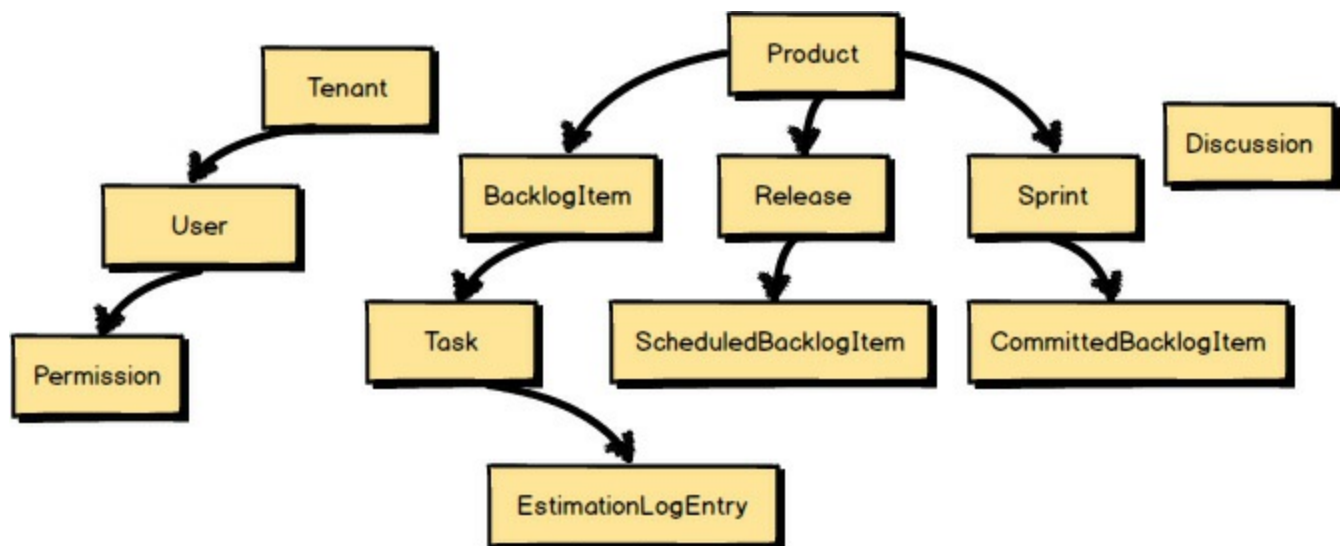 Product
Tenant
Discussion
BacklogItem
Release
Sprint
User
Task
ScheduledBacklogItem
CommittedBacklogItem
Permission
EstimationLogEntry